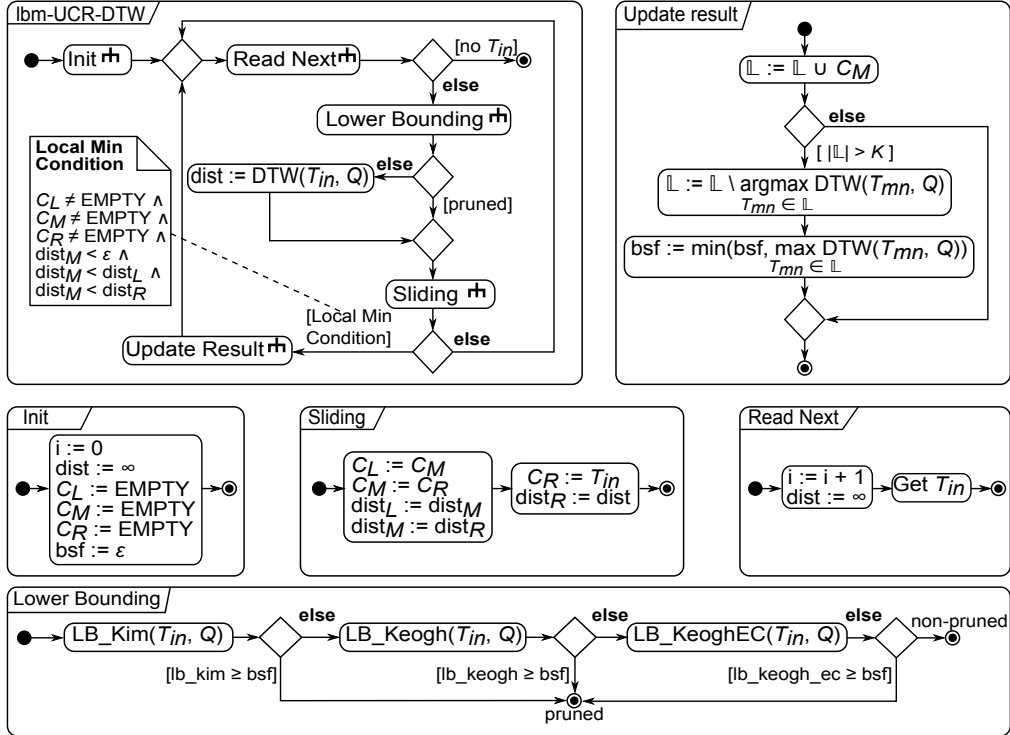 lbm-UCR-DTW
Init
Read Next
[no T_in]
else
Lower Bounding
Local Min
Condition
C_L ≠ EMPTY ∧
C_M ≠ EMPTY ∧
C_R ≠ EMPTY ∧
dist_M < ε ∧
dist_M < dist_L ∧
dist_M < dist_R
else
dist := DTW(T_in, Q)
[pruned]
Sliding
[Local Min
Condition]
else
Update Result
Update result
𝕃 := 𝕃 ∪ C_M
else
[ |𝕃| > K ]
𝕃 := 𝕃 \ argmax DTW(T_mn, Q)
T_mn ∈ 𝕃
bsf := min(bsf, max DTW(T_mn, Q))
T_mn ∈ 𝕃
Init
i := 0
dist := ∞
C_L := EMPTY
C_M := EMPTY
C_R := EMPTY
bsf := ε
Sliding
C_L := C_M
C_M := C_R
dist_L := dist_M
dist_M := dist_R
C_R := T_in
dist_R := dist
Read Next
i := i + 1
dist := ∞
Get T_in
Lower Bounding
LB_Kim(T_in, Q)
else
LB_Keogh(T_in, Q)
else
LB_KeoghEC(T_in, Q)
else
non-pruned
[lb_kim ≥ bsf]
[lb_keogh ≥ bsf]
[lb_keogh_ec ≥ bsf]
pruned